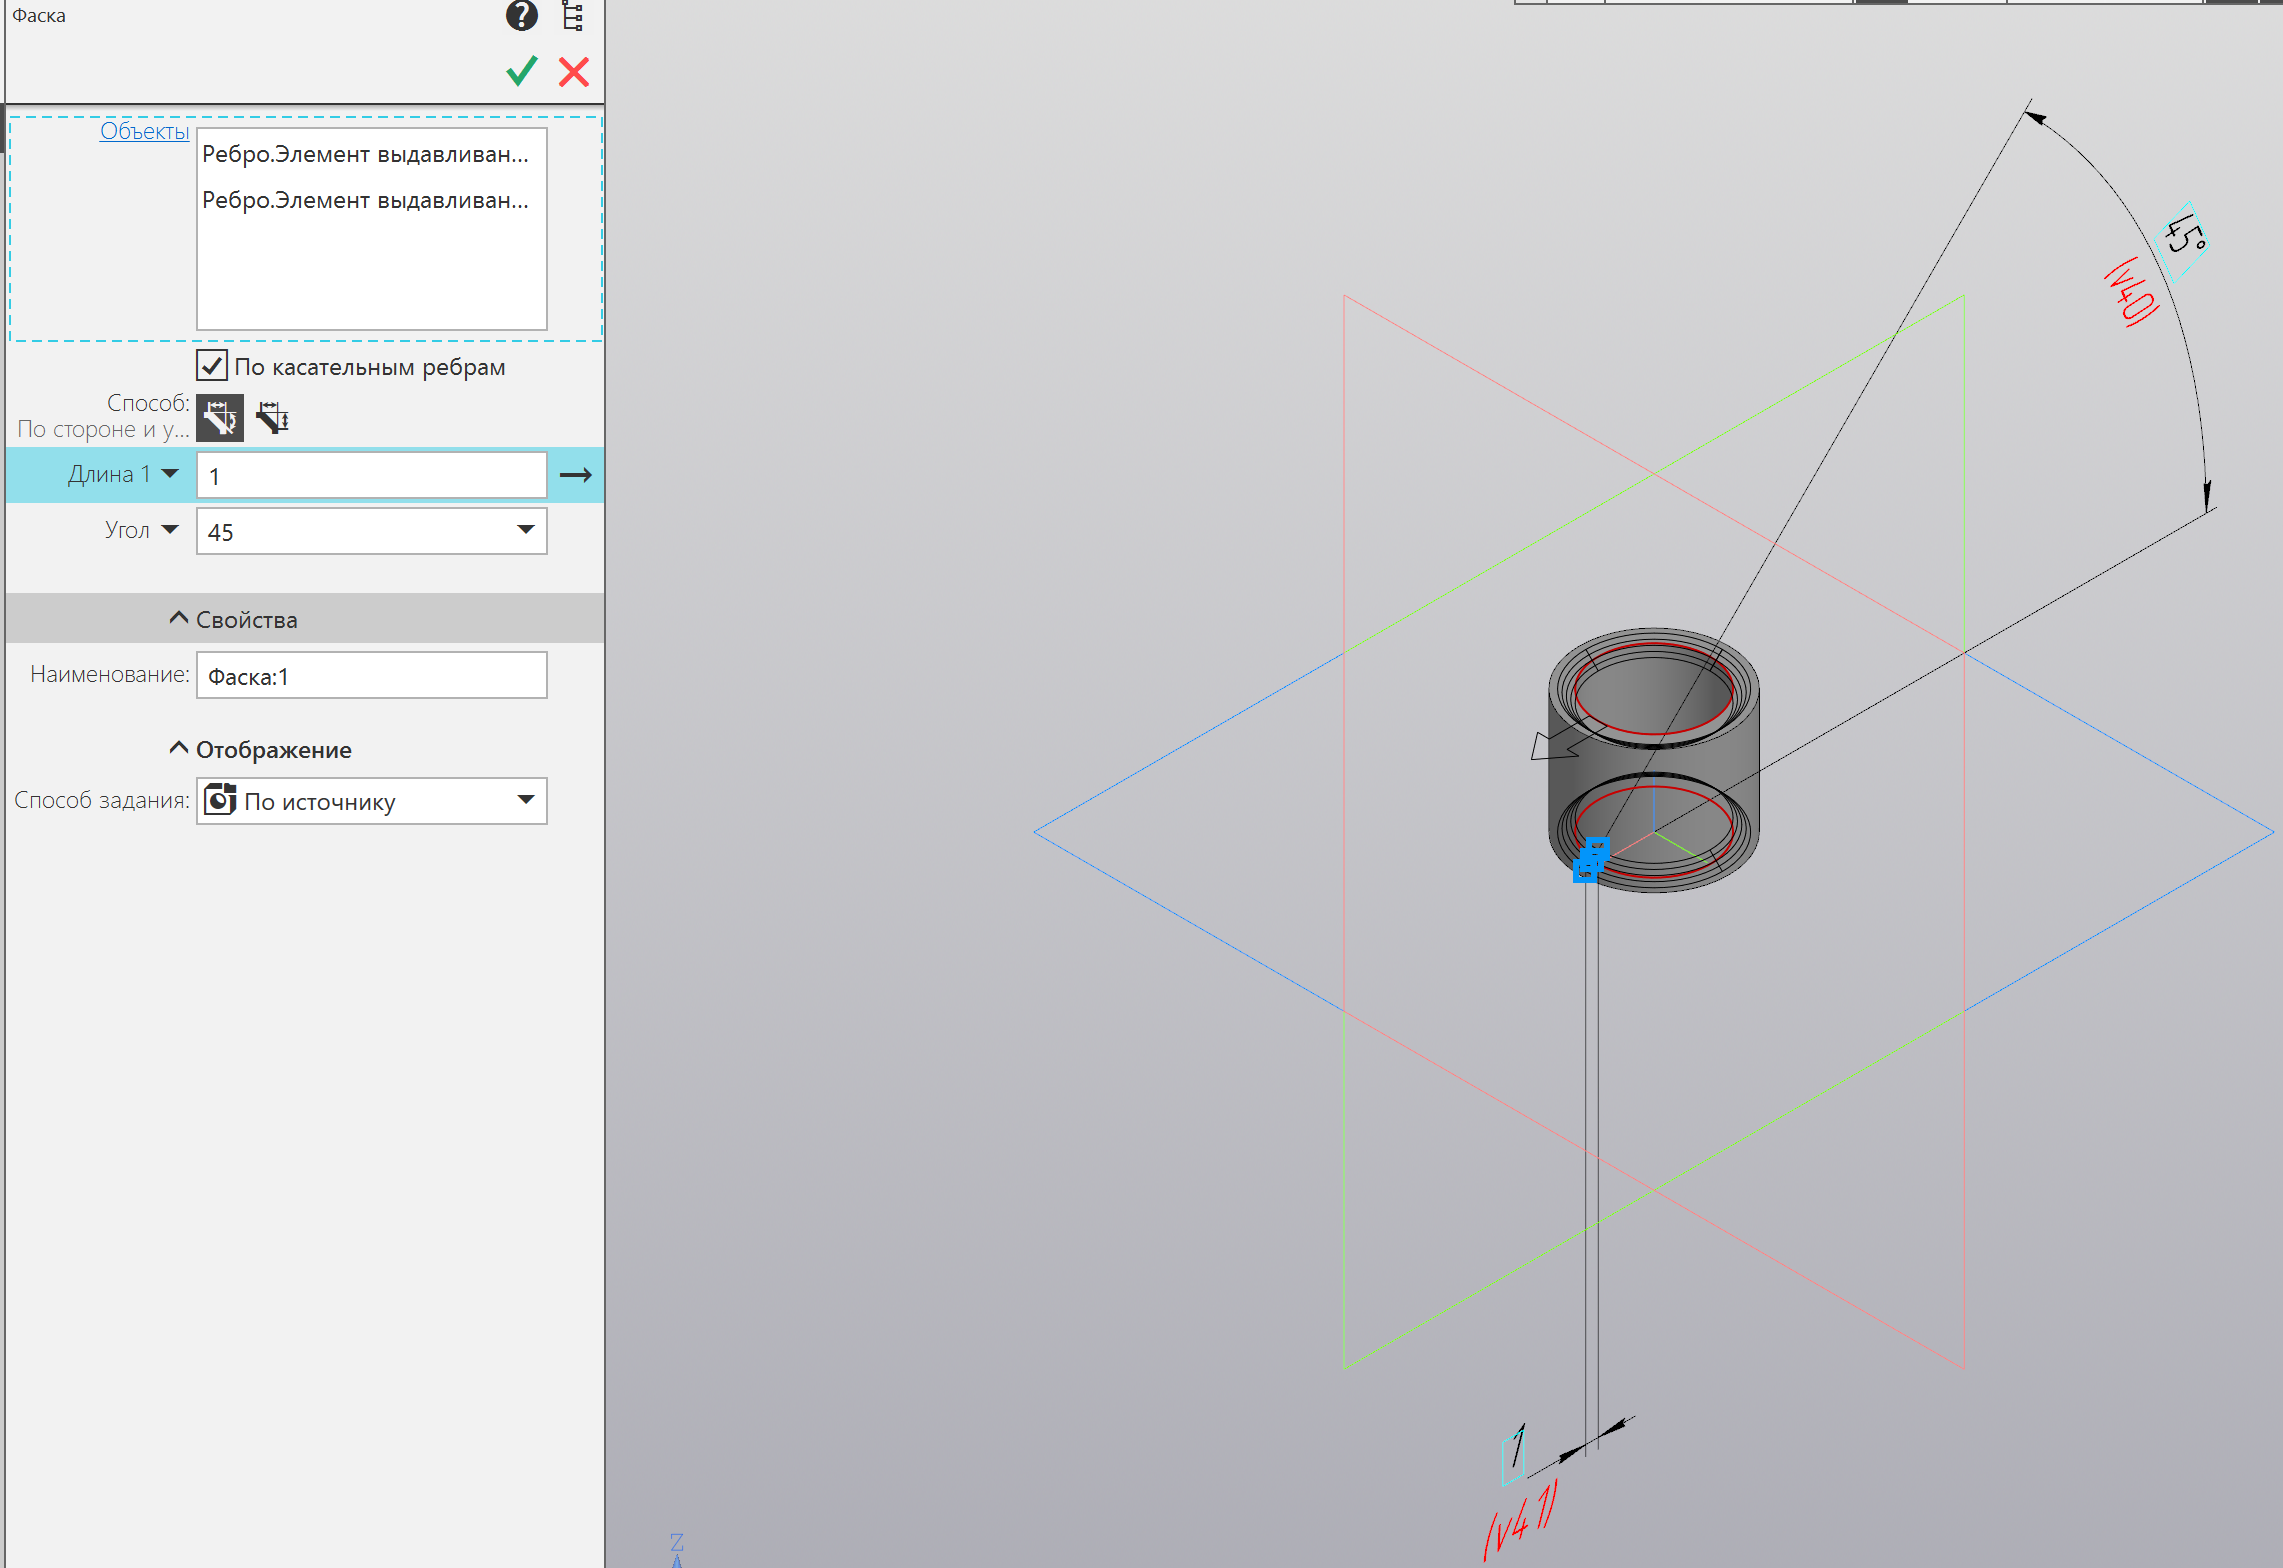 Фаска
Объекты
Ребро.Элемент выдавливан...
Ребро.Элемент выдавливан...
По касательным ребрам
Способ:
По стороне и у...
Длина 1
1
Угол
45
Свойства
Наименование:
Фаска:1
Отображение
Способ задания:
По источнику
45°
(v40)
1
(v41)
Z